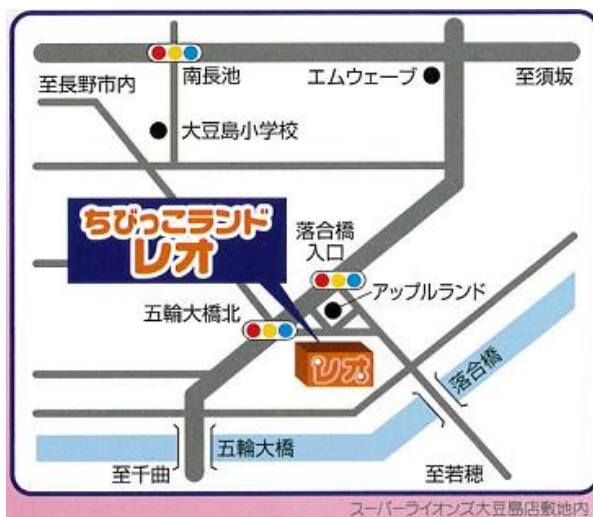 南長池
エムウェーブ
至長野市内
至須坂
大豆島小学校
ちびっこランド
レオ
落合橋
入口
アップルランド
五輪大橋北
レオ
落合橋
五輪大橋
至千曲
至若穂
スーパーライオンズ大豆島店敷地内